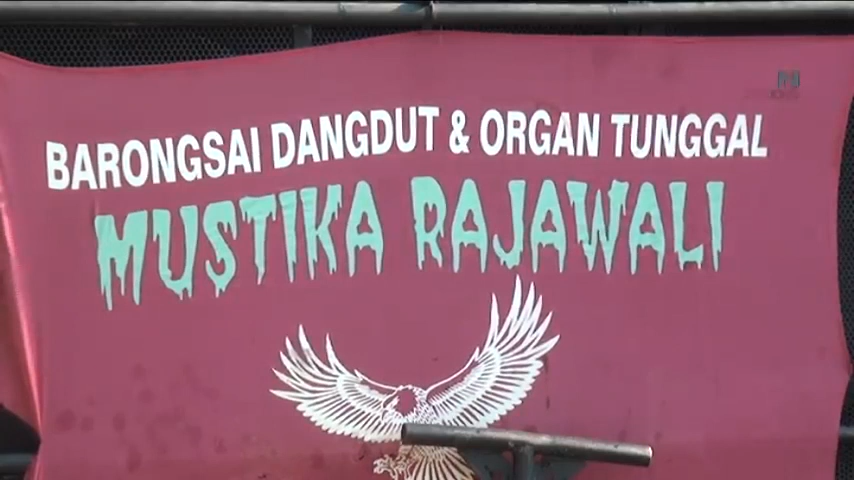 BARONGSAI DANGDUT & ORGAN TUNGGAL
MUSTIKA RAJAWALI